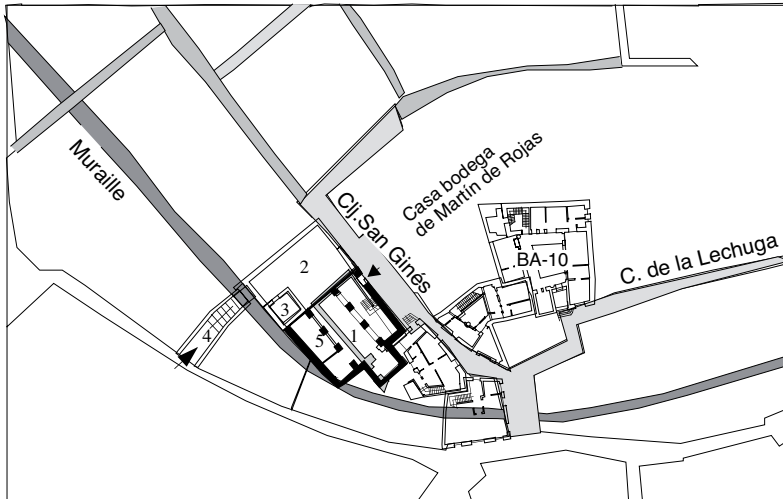 Muraille
Clj.San Ginés
Casa bodega
de Martín de Rojas
BA-10
C. de la Lechuga
2
3
4
5
1